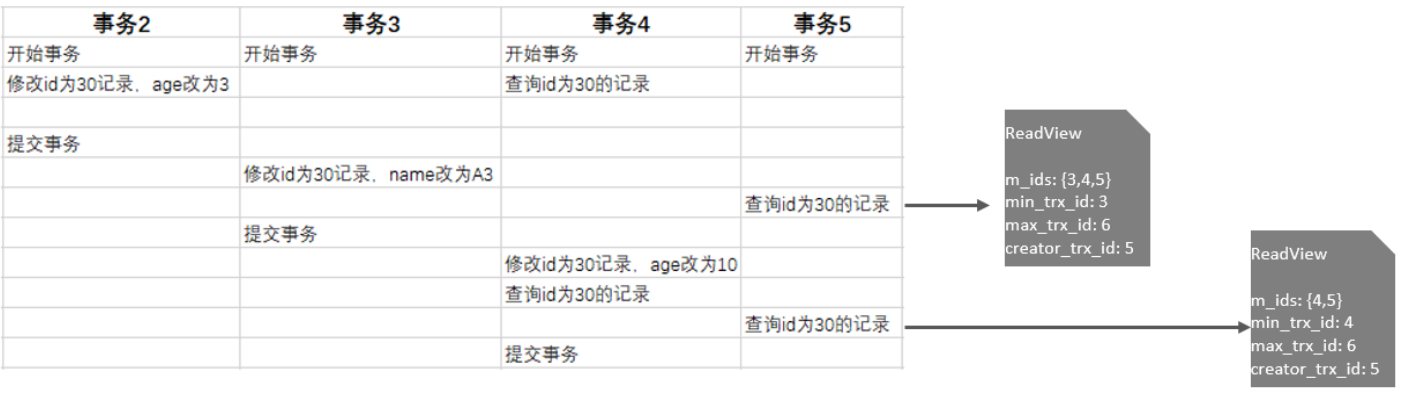 事务2 事务3 事务4 事务5
开始事务 开始事务 开始事务 开始事务
修改id为30记录，age改为3 查询id为30的记录
提交事务
修改id为30记录，name改为A3
查询id为30的记录
提交事务
修改id为30记录，age改为10
查询id为30的记录
查询id为30的记录
提交事务
ReadView
m_ids: {3,4,5}
min_trx_id: 3
max_trx_id: 6
creator_trx_id: 5
ReadView
m_ids: {4,5}
min_trx_id: 4
max_trx_id: 6
creator_trx_id: 5